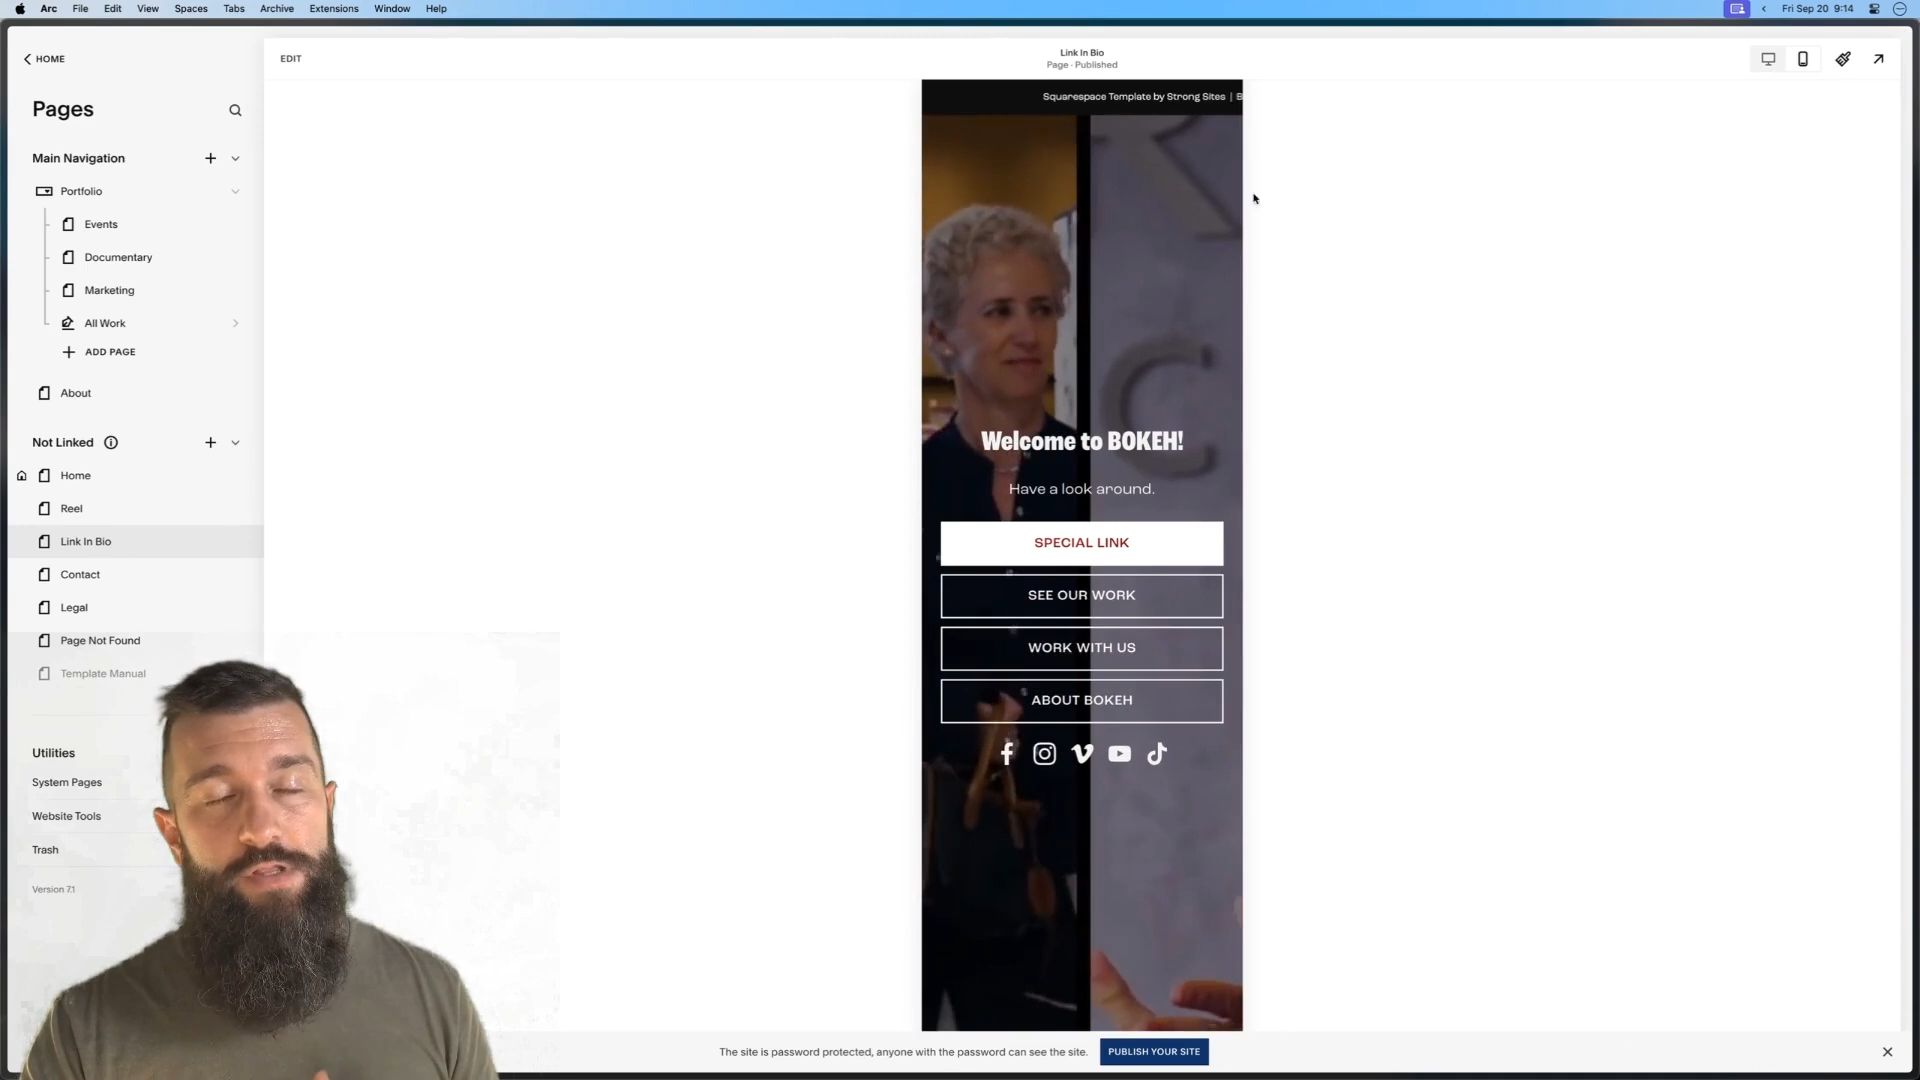 Arc File Edit View Spaces Tabs Archive Extensions Window Help
Fri Sep 20 9:14
HOME
EDIT
Link In Bio
Page · Published
Pages
Main Navigation
Portfolio
Events
Documentary
Marketing
All Work
ADD PAGE
About
Not Linked
Home
Reel
Link In Bio
Contact
Legal
Page Not Found
Template Manual
Utilities
System Pages
Website Tools
Trash
Version 7.1
Squarespace Template by Strong Sites | B
Welcome to BOKEH!
Have a look around.
SPECIAL LINK
SEE OUR WORK
WORK WITH US
ABOUT BOKEH
The site is password protected, anyone with the password can see the site.
PUBLISH YOUR SITE